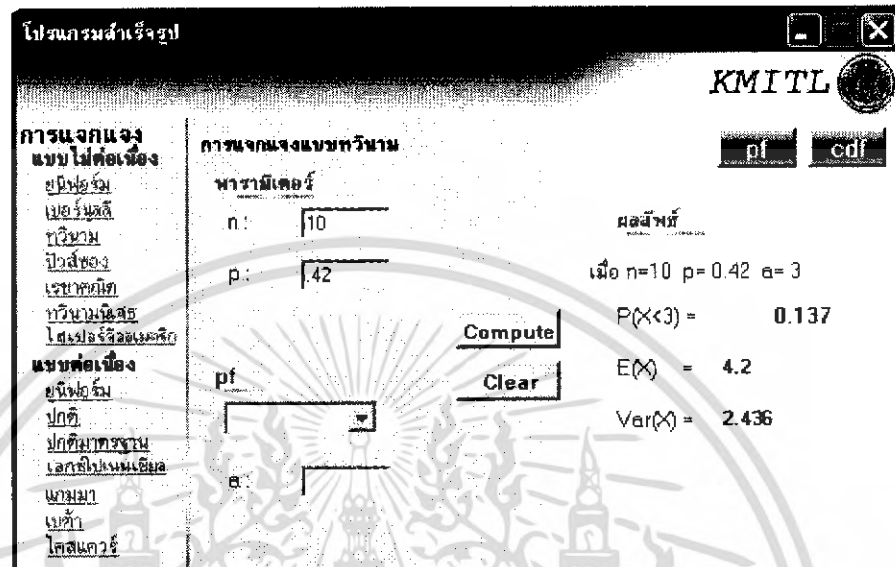 โปรแกรมสำเร็จรูป
KMITL
การแจกแจง
แบบไม่ต่อเนื่อง
ยูนิฟอร์ม
เบอร์นูลลี
ทวินาม
ปัวส์ซอง
เรขาคณิต
ทวินามนิเสธ
ไฮเปอร์จีออเมตริก
แบบต่อเนื่อง
ยูนิฟอร์ม
ปกติ
ปกติมาตรฐาน
เอกซ์โปเนนเชียล
แกมมา
เบต้า
ไคสแควร์
การแจกแจงแบบทวินาม
พารามิเตอร์
n : 10
p : .42
pf
a :
Compute
Clear
pf cdf
ผลลัพธ์
เมื่อ n=10 p= 0.42 a= 3
P(X<3) = 0.137
E(X) = 4.2
Var(X) = 2.436